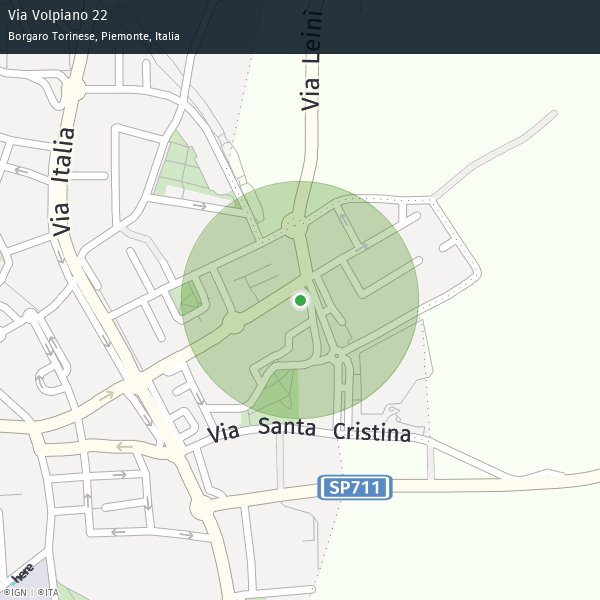 Via Volpiano 22
Borgaro Torinese, Piemonte, Italia
Via Leinì
Via Italia
Via Santa Cristina
SP711
here
©IGN | ©ITA